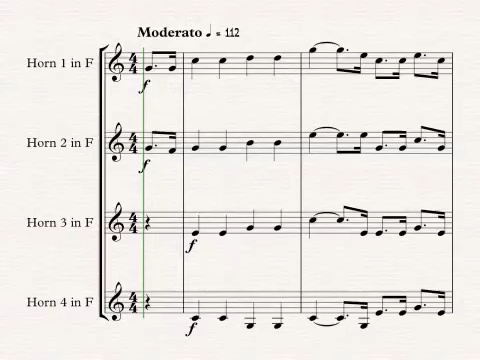 Moderato ♩ = 112
Horn 1 in F
f
Horn 2 in F
f
Horn 3 in F
f
Horn 4 in F
f